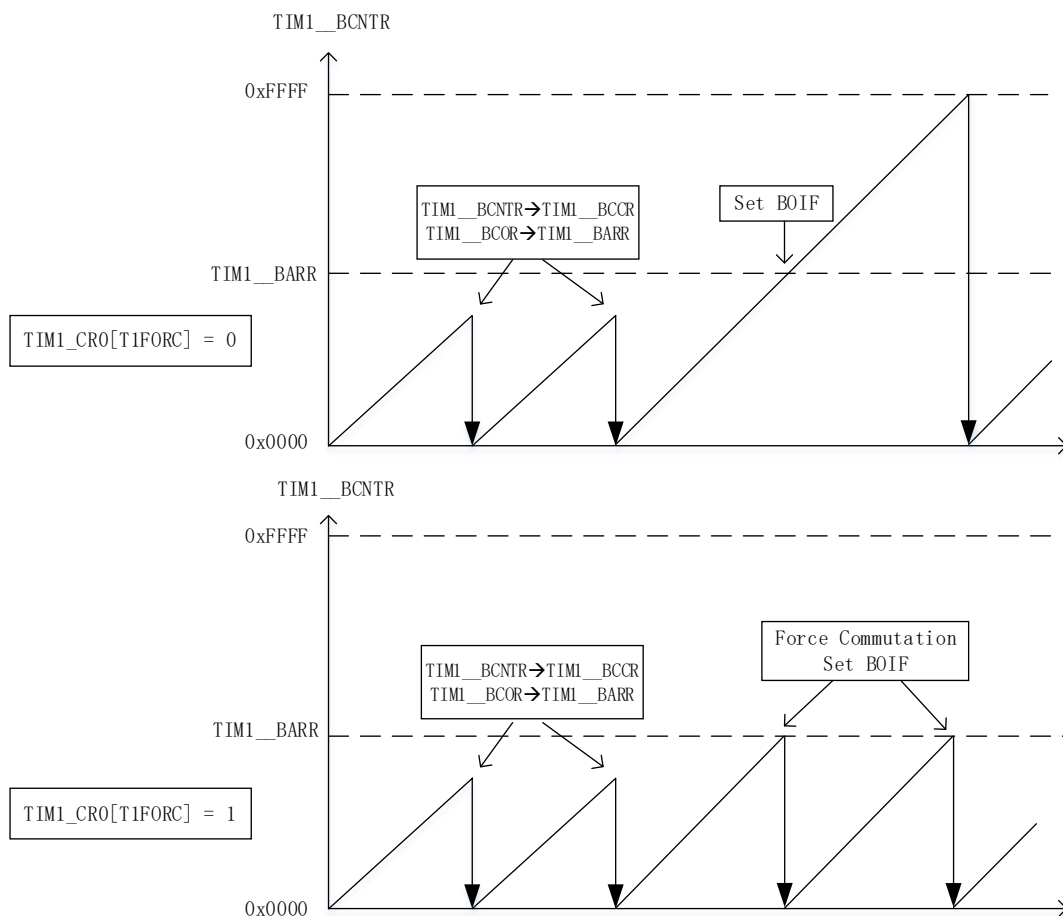 TIM1__BCNTR
0xFFFF
TIM1__BCNTR→TIM1__BCCR
TIM1__BCOR→TIM1__BARR
Set BOIF
TIM1__BARR
TIM1_CR0[T1FORC] = 0
0x0000
TIM1__BCNTR
0xFFFF
Force Commutation
Set BOIF
TIM1__BCNTR→TIM1__BCCR
TIM1__BCOR→TIM1__BARR
TIM1__BARR
TIM1_CR0[T1FORC] = 1
0x0000